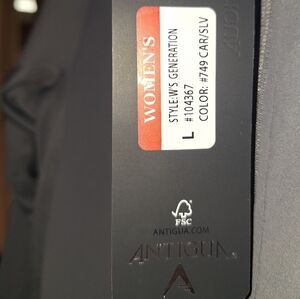 WOMEN'S
STYLE:W'S GENERATION
L #104367
COLOR: #749 CAR/SLV
FSC
ANTIGUA.COM
ANTIGUA